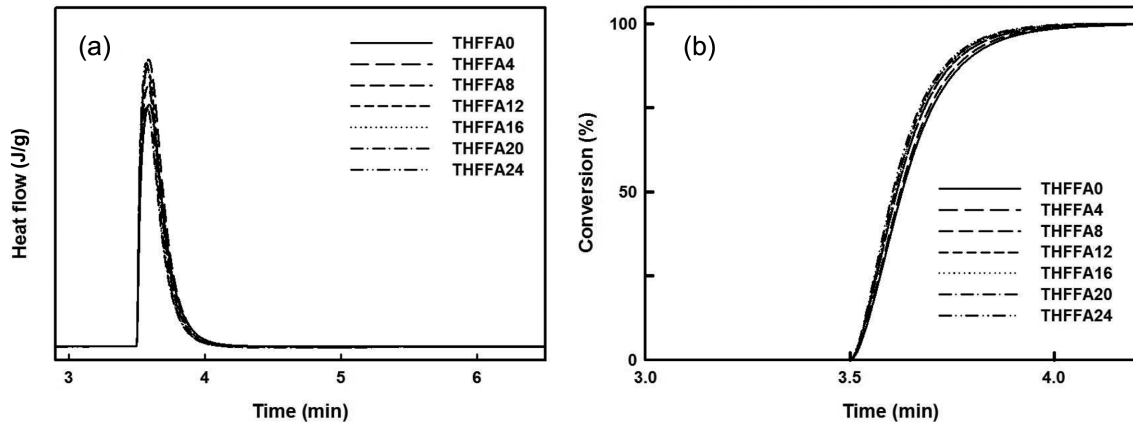 (a)
THFFA0
THFFA4
THFFA8
THFFA12
THFFA16
THFFA20
THFFA24
Heat flow (J/g)
3 4 5 6
Time (min)
(b)
100
50
0
Conversion (%)
THFFA0
THFFA4
THFFA8
THFFA12
THFFA16
THFFA20
THFFA24
3.0 3.5 4.0
Time (min)